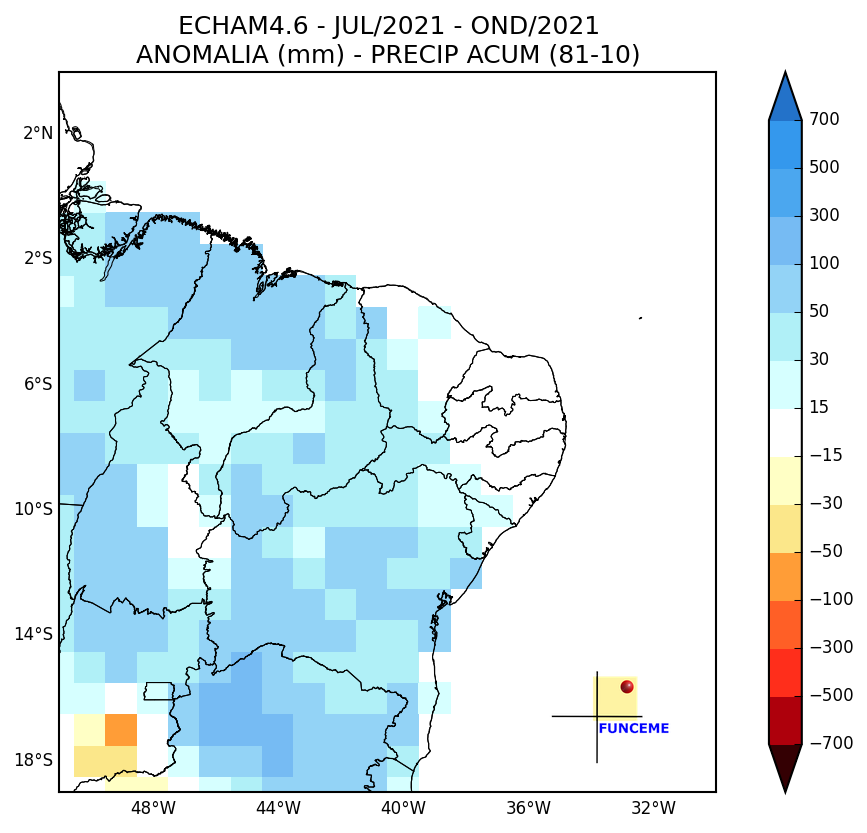 ECHAM4.6 - JUL/2021 - OND/2021
ANOMALIA (mm) - PRECIP ACUM (81-10)
2°N
2°S
6°S
10°S
14°S
18°S
48°W
44°W
40°W
36°W
32°W
FUNCEME
700
500
300
100
50
30
15
−15
−30
−50
−100
−300
−500
−700